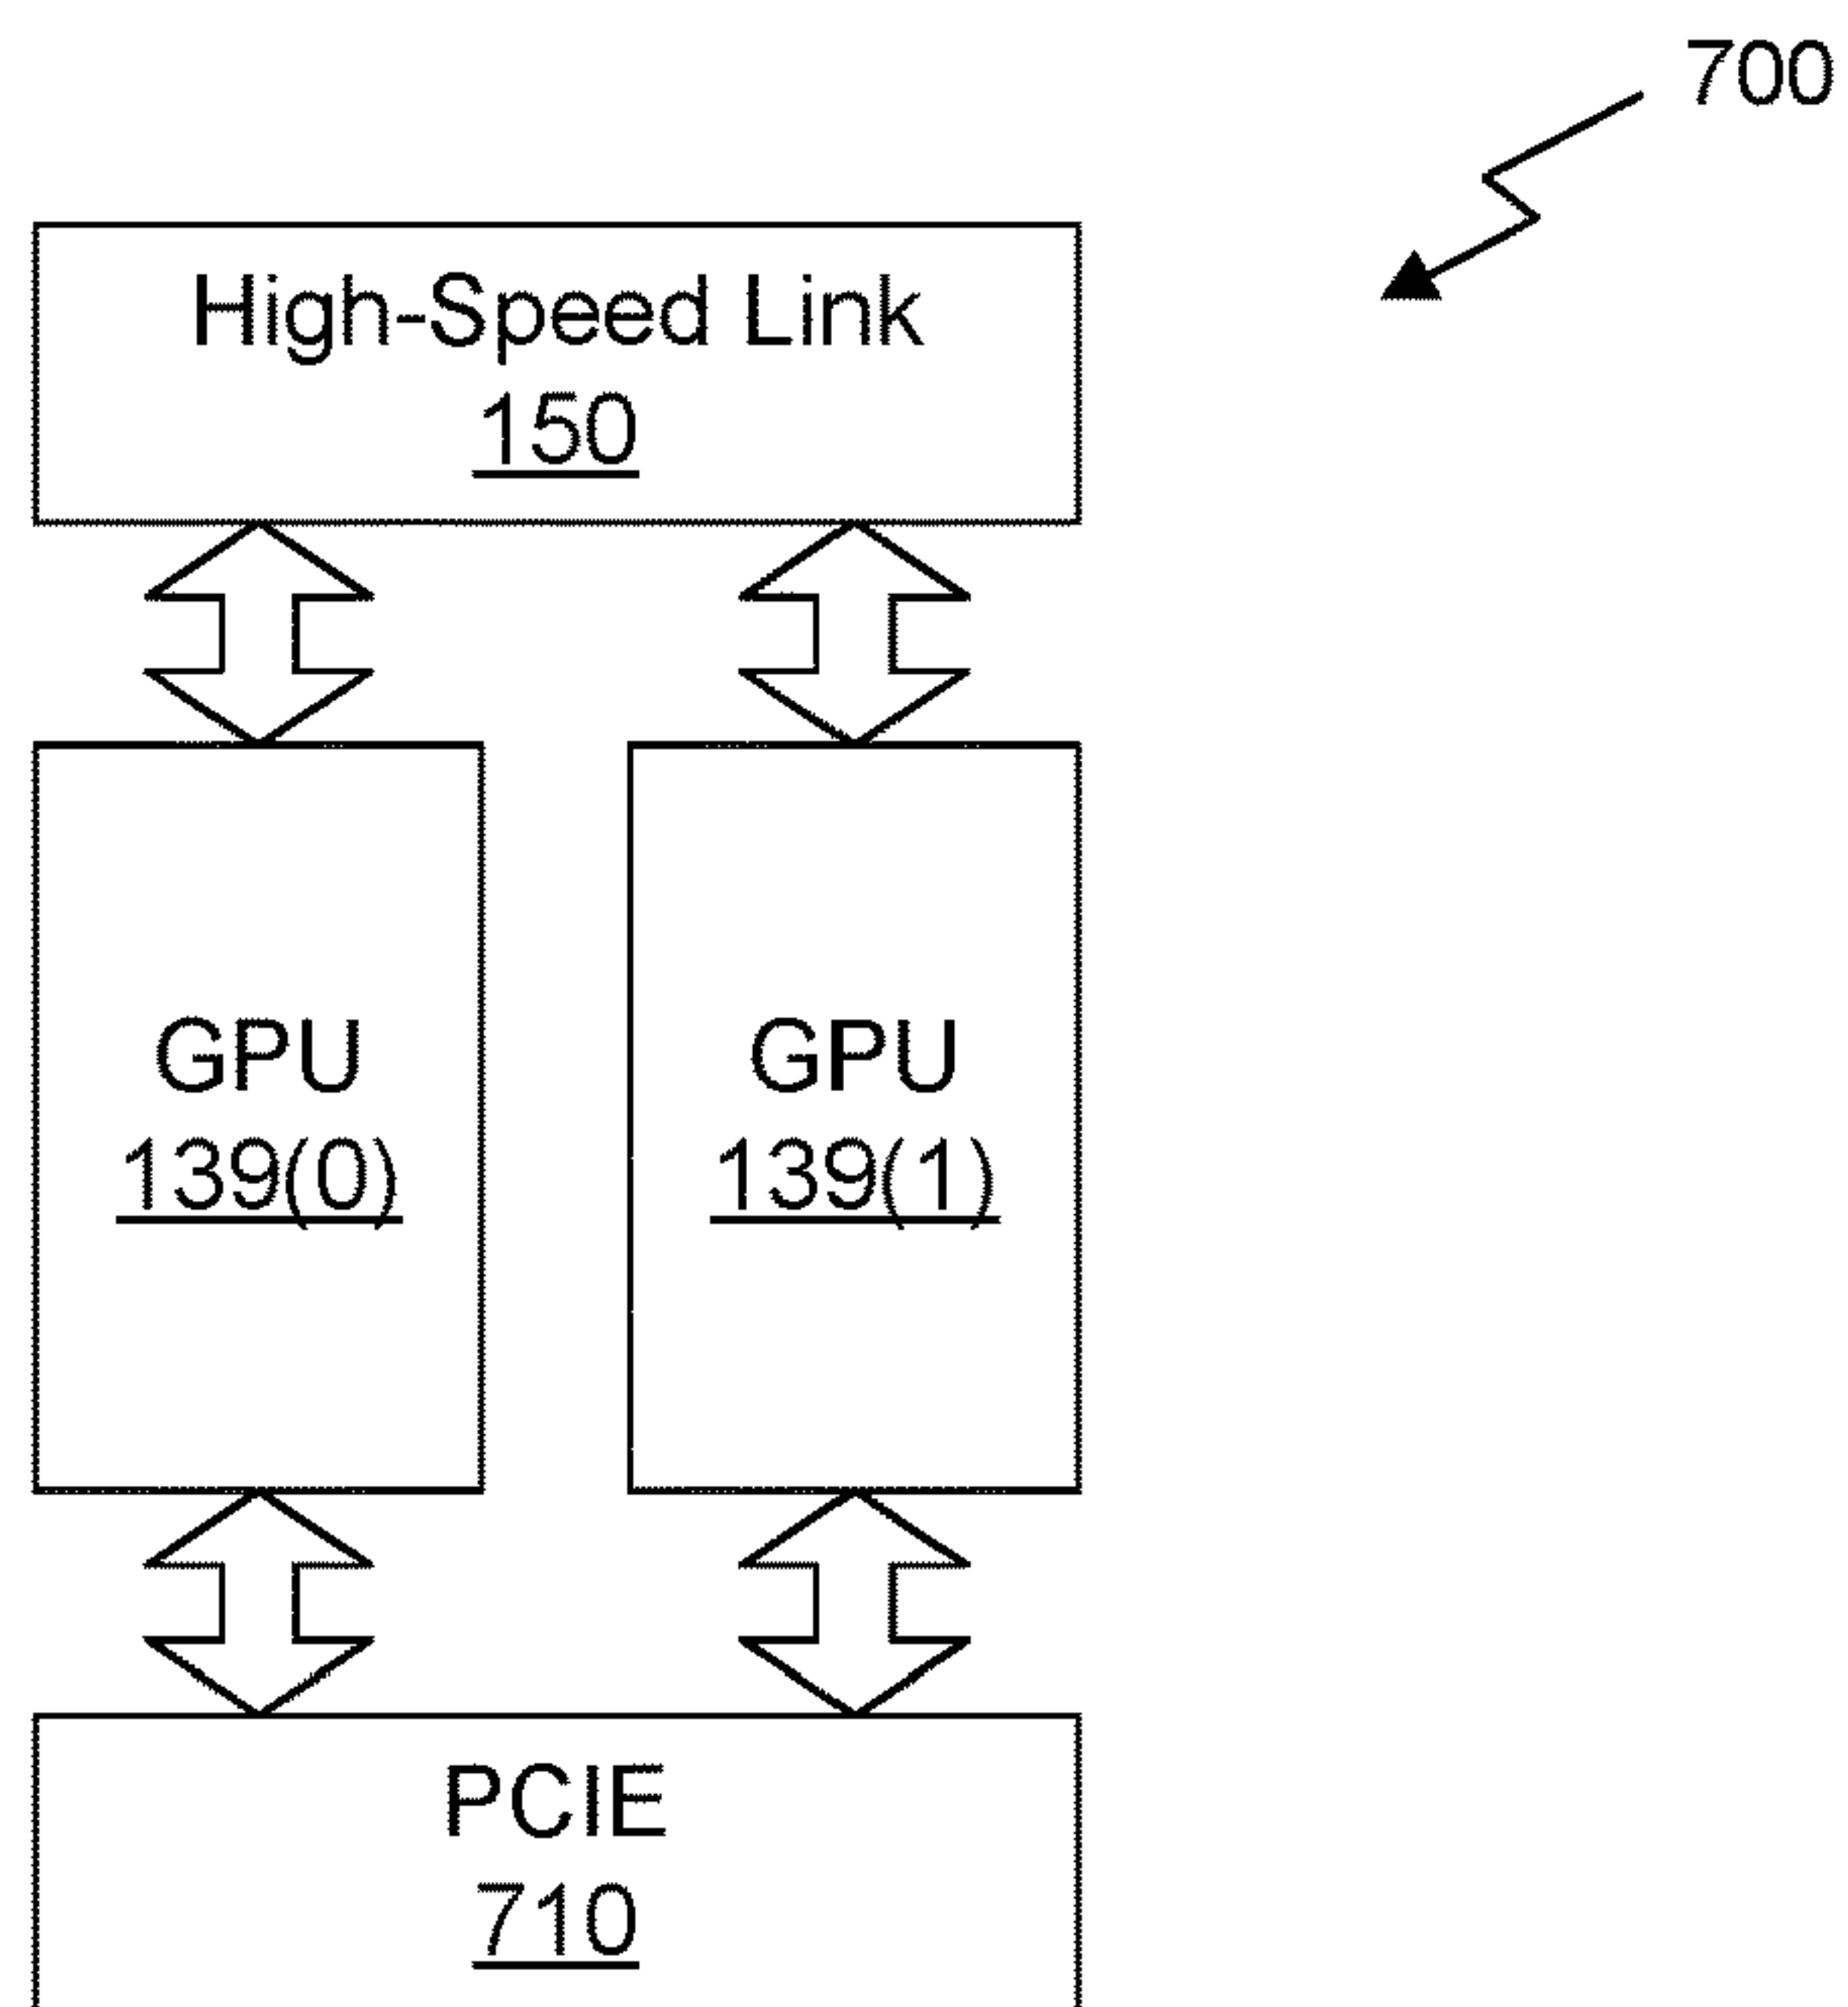 700
High-Speed Link
150
GPU
139(0)
GPU
139(1)
PCIE
710